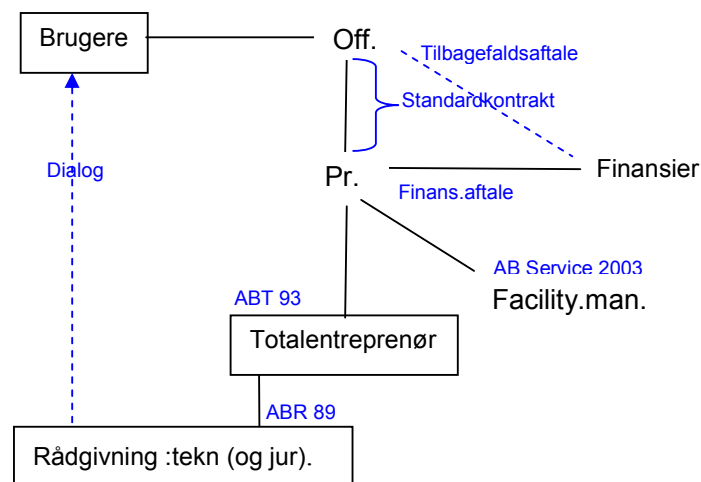 Brugere
Off.
Tilbagefaldsaftale
Standardkontrakt
Dialog
Pr.
Finansier
Finans.aftale
AB Service 2003
Facility.man.
ABT 93
Totalentreprenør
ABR 89
Rådgivning :tekn (og jur).